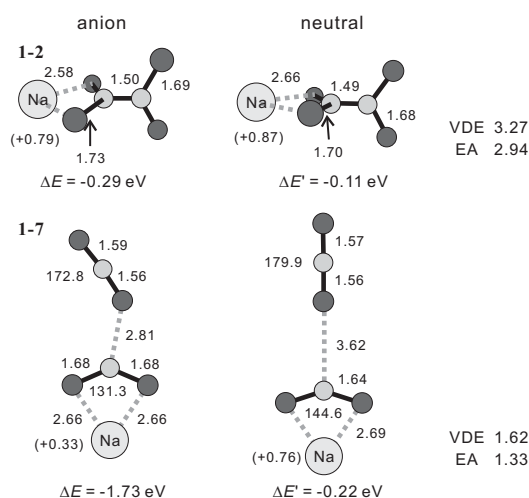 anion neutral
1-2
2.58 1.50 1.69
Na
(+0.79)
1.73
ΔE = -0.29 eV
2.66 1.49
Na
1.68
(+0.87)
1.70
ΔE' = -0.11 eV
VDE 3.27
EA 2.94
1-7
1.59
172.8 1.56
2.81
1.68 1.68
131.3
2.66 2.66
(+0.33) Na
ΔE = -1.73 eV
1.57
179.9
1.56
3.62
1.64
144.6
2.69
(+0.76) Na
ΔE' = -0.22 eV
VDE 1.62
EA 1.33